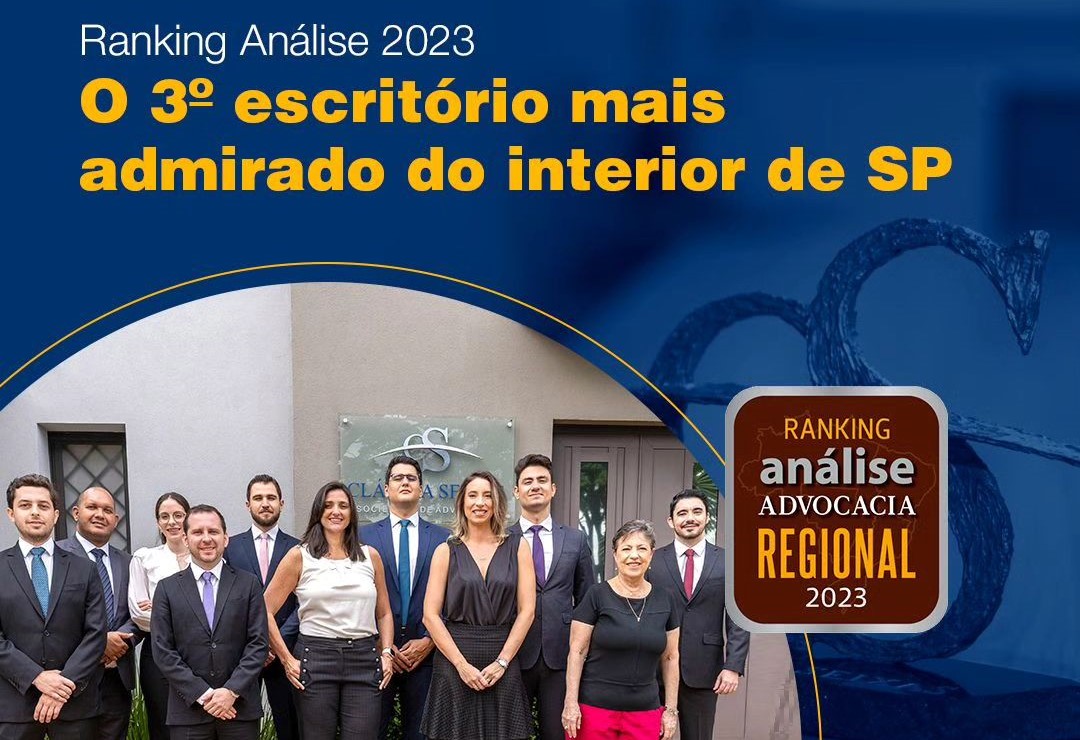 Ranking Análise 2023
O 3º escritório mais
admirado do interior de SP
RANKING
análise
ADVOCACIA
REGIONAL
2023